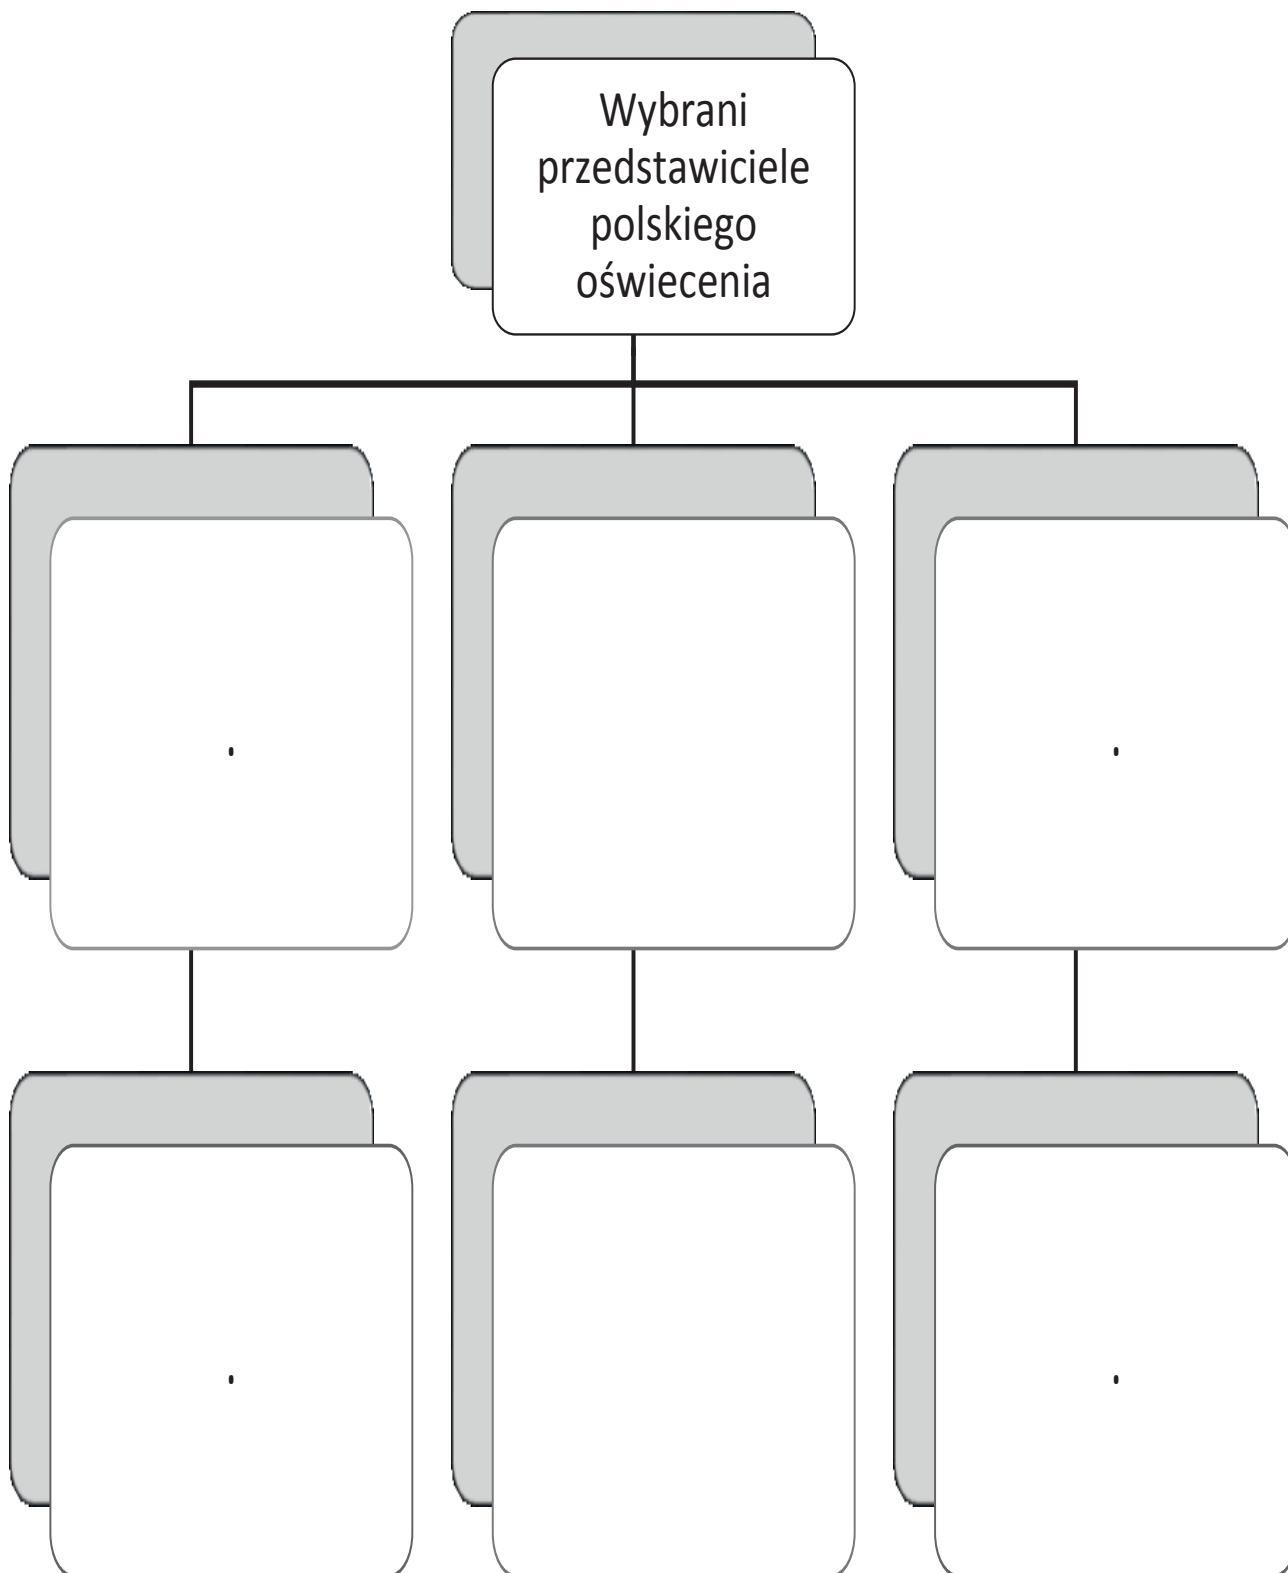 Wybrani
przedstawiciele
polskiego
oświecenia
.
.
.
.